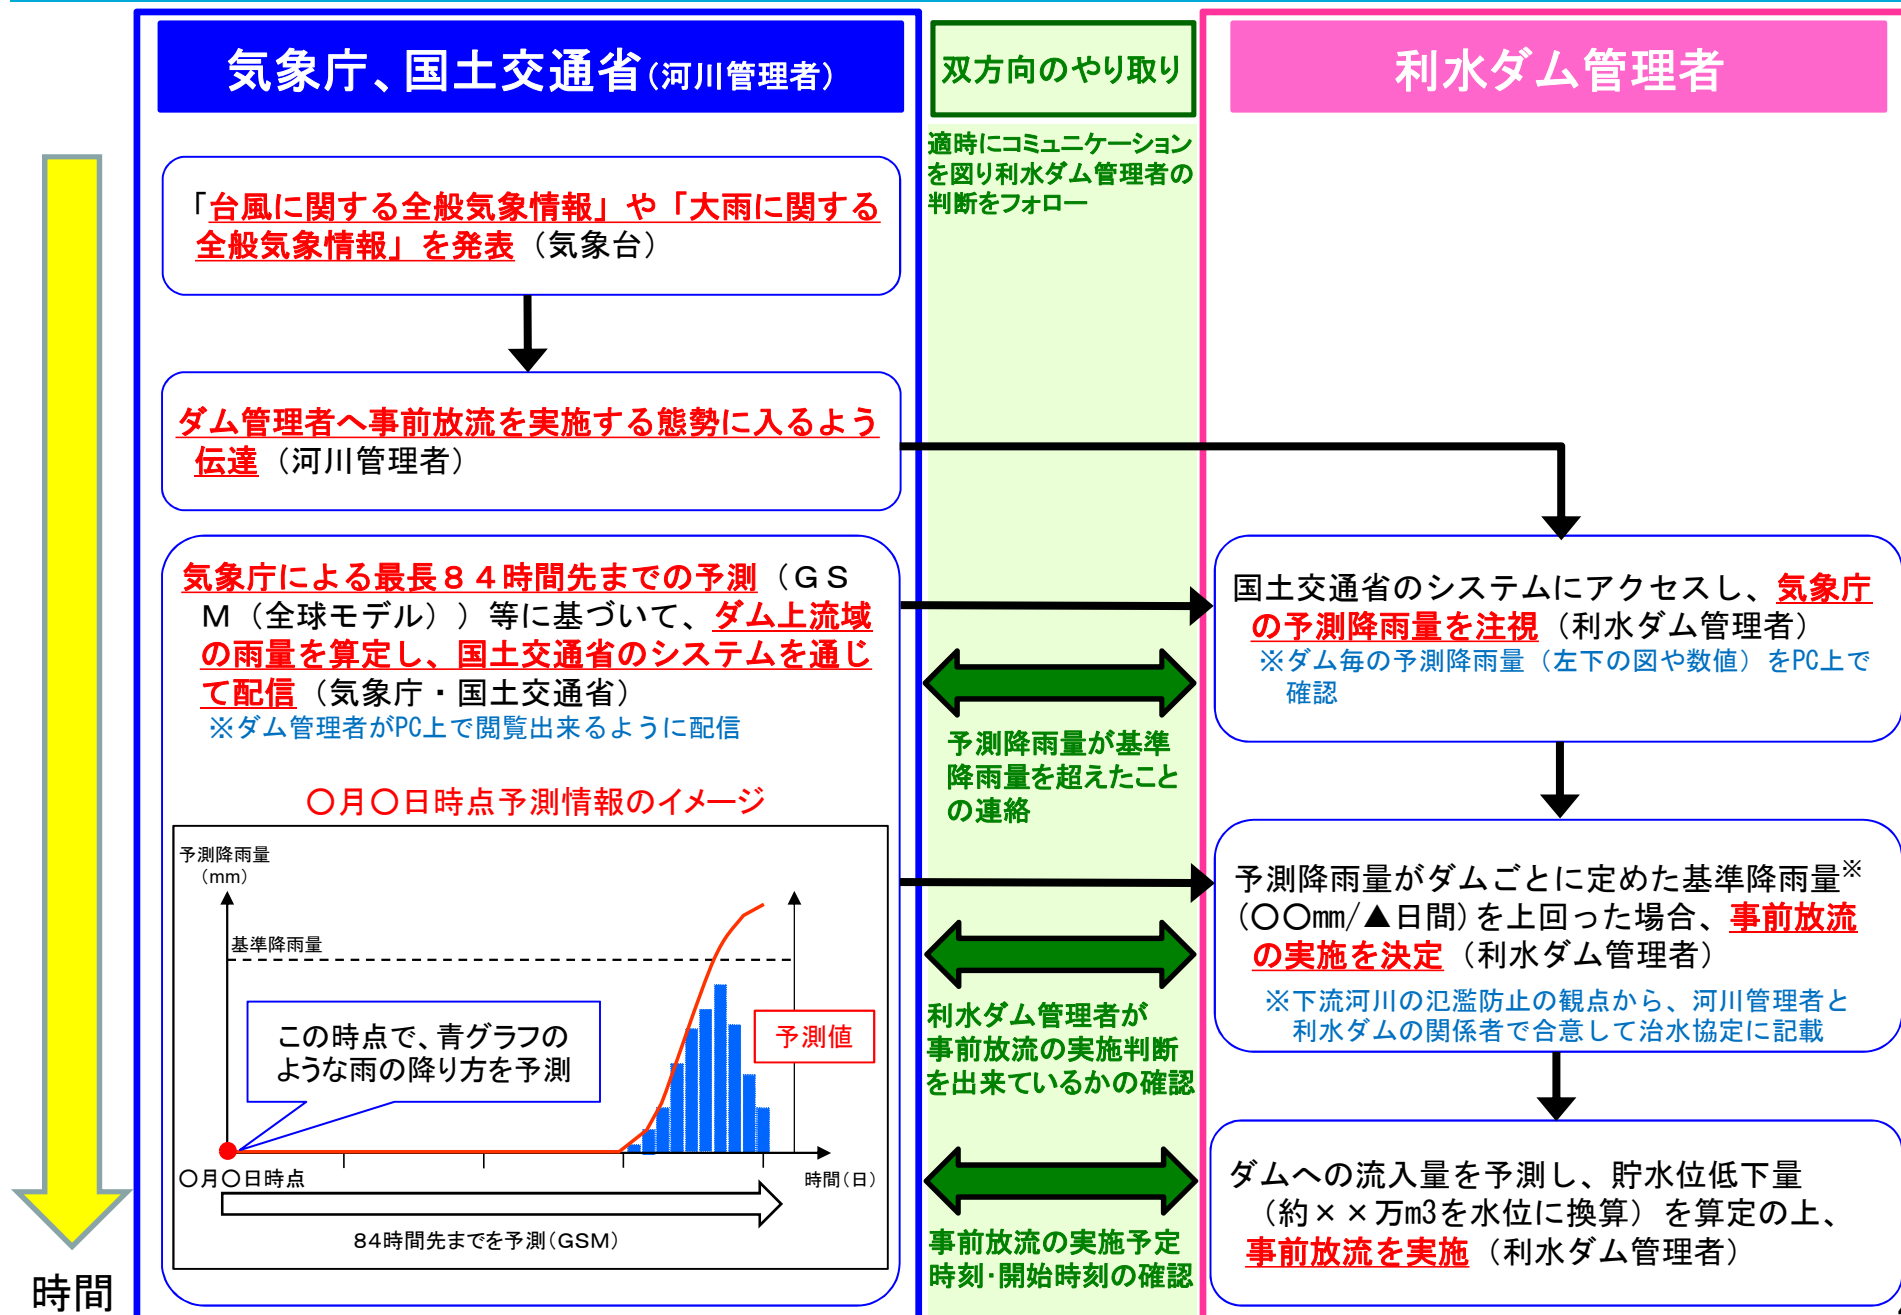 気象庁、国土交通省(河川管理者)
双方向のやり取り
利水ダム管理者
適時にコミュニケーション
を図り利水ダム管理者の
判断をフォロー
「台風に関する全般気象情報」や「大雨に関する
全般気象情報」を発表（気象台）
ダム管理者へ事前放流を実施する態勢に入るよう
伝達（河川管理者）
気象庁による最長８４時間先までの予測（ＧＳ
Ｍ（全球モデル））等に基づいて、ダム上流域
の雨量を算定し、国土交通省のシステムを通じ
て配信（気象庁・国土交通省）
※ダム管理者がPC上で閲覧出来るように配信
〇月〇日時点予測情報のイメージ
予測降雨量
(mm)
基準降雨量
この時点で、青グラフの
ような雨の降り方を予測
予測値
〇月〇日時点
時間(日)
84時間先までを予測(GSM)
予測降雨量が基準
降雨量を超えたこと
の連絡
利水ダム管理者が
事前放流の実施判断
を出来ているかの確認
事前放流の実施予定
時刻･開始時刻の確認
国土交通省のシステムにアクセスし、気象庁
の予測降雨量を注視（利水ダム管理者）
※ダム毎の予測降雨量（左下の図や数値）をPC上で
確認
予測降雨量がダムごとに定めた基準降雨量※
(〇〇㎜/▲日間)を上回った場合、事前放流
の実施を決定（利水ダム管理者）
※下流河川の氾濫防止の観点から、河川管理者と
利水ダムの関係者で合意して治水協定に記載
ダムへの流入量を予測し、貯水位低下量
（約××万m3を水位に換算）を算定の上、
事前放流を実施（利水ダム管理者）
時間